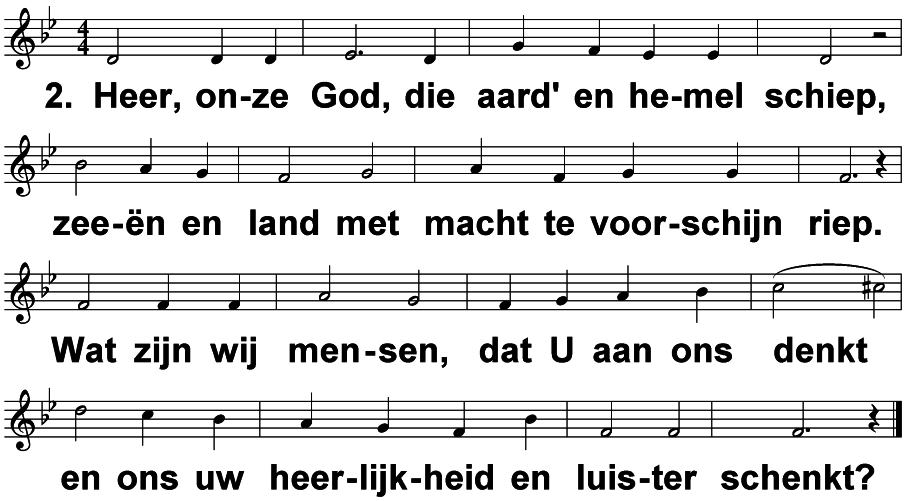 2. Heer, on-ze God, die aard' en he-mel schiep,
zee-ën en land met macht te voor-schijn riep.
Wat zijn wij men-sen, dat U aan ons denkt
en ons uw heer-lijk-heid en luis-ter schenkt?